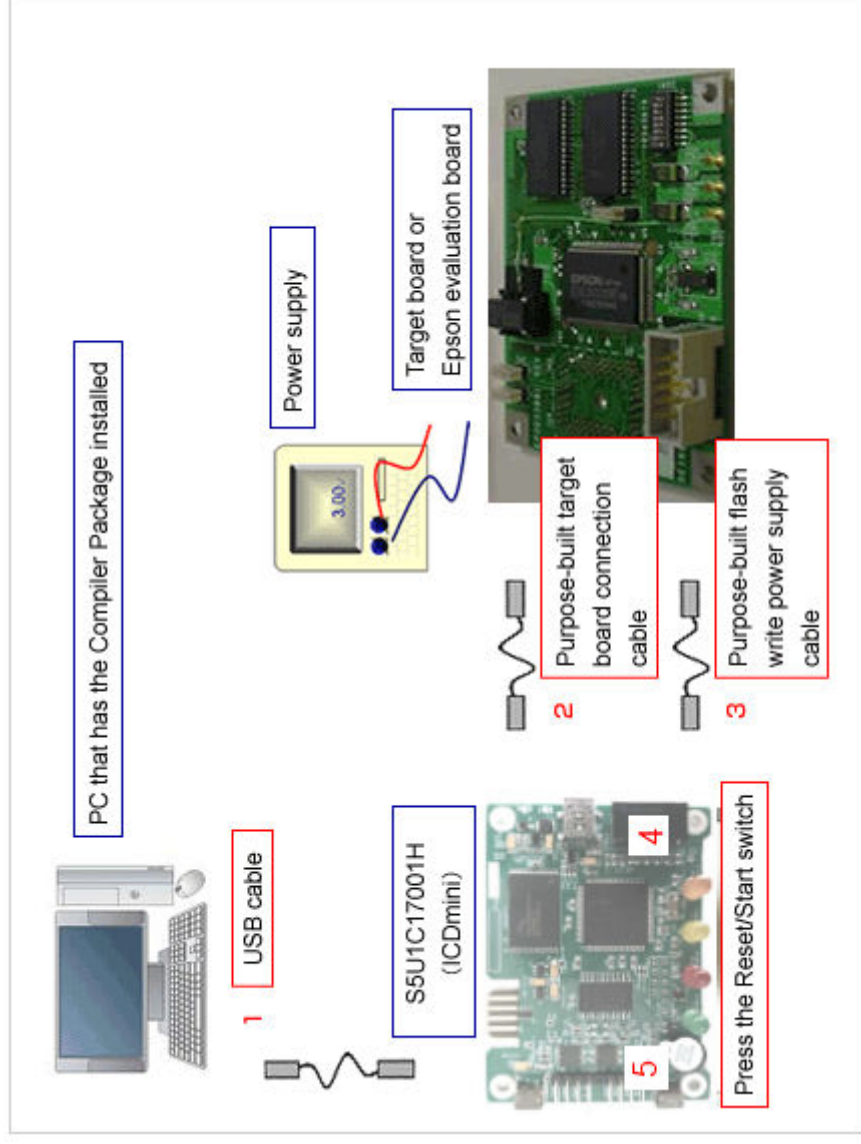 PC that has the Compiler Package installed
1
USB cable
Power supply
3.00v
S5U1C17001H
(ICDmini)
Target board or
Epson evaluation board
EPSON
2
Purpose-built target
board connection
cable
3
Purpose-built flash
write power supply
cable
4
5
Press the Reset/Start switch